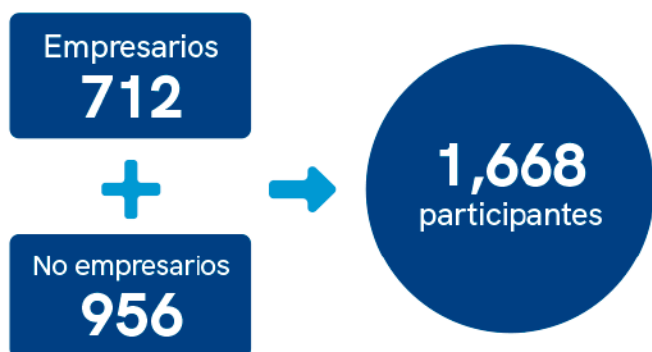 Empresarios
712
+
No empresarios
956
1,668
participantes